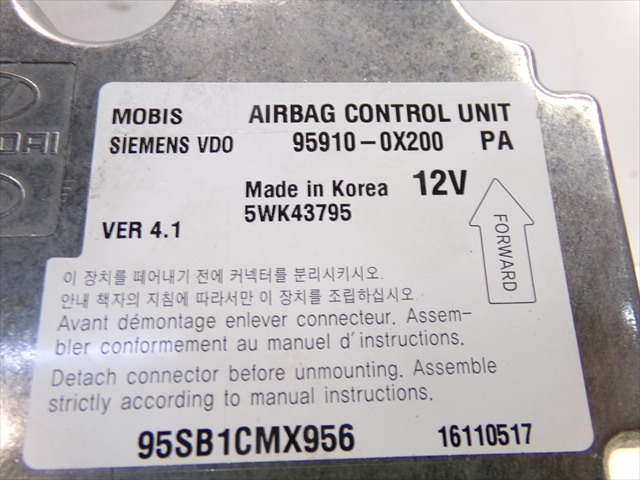 MOBIS AIRBAG CONTROL UNIT
SIEMENS VDO 95910-0X200 PA
Made in Korea 12V
5WK43795
VER 4.1
FORWARD
이 장치를 떼어내기 전에 커넥터를 분리시키시오.
안내 책자의 지침에 따라서만 이 장치를 조립하십시오
Avant démontage enlever connecteur. Assem-
bler conformement au manuel d'instructions.
Detach connector before unmounting. Assemble
strictly according to manual instructions.
95SB1CMX956 16110517